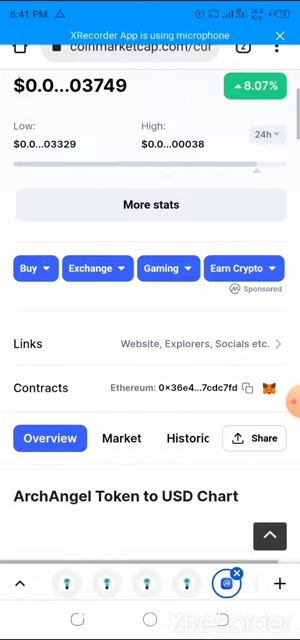 6:41 PM
XRecorder App is using microphone
coinmarketcap.com/cur
2
$0.0...03749
8.07%
Low:
High:
$0.0...03329
$0.0...00038
24h
More stats
Buy
Exchange
Gaming
Earn Crypto
Sponsored
Links
Website, Explorers, Socials etc.
Contracts
Ethereum: 0x36e4...7cdc7fd
Overview
Market
Historic
Share
ArchAngel Token to USD Chart
XRecorder